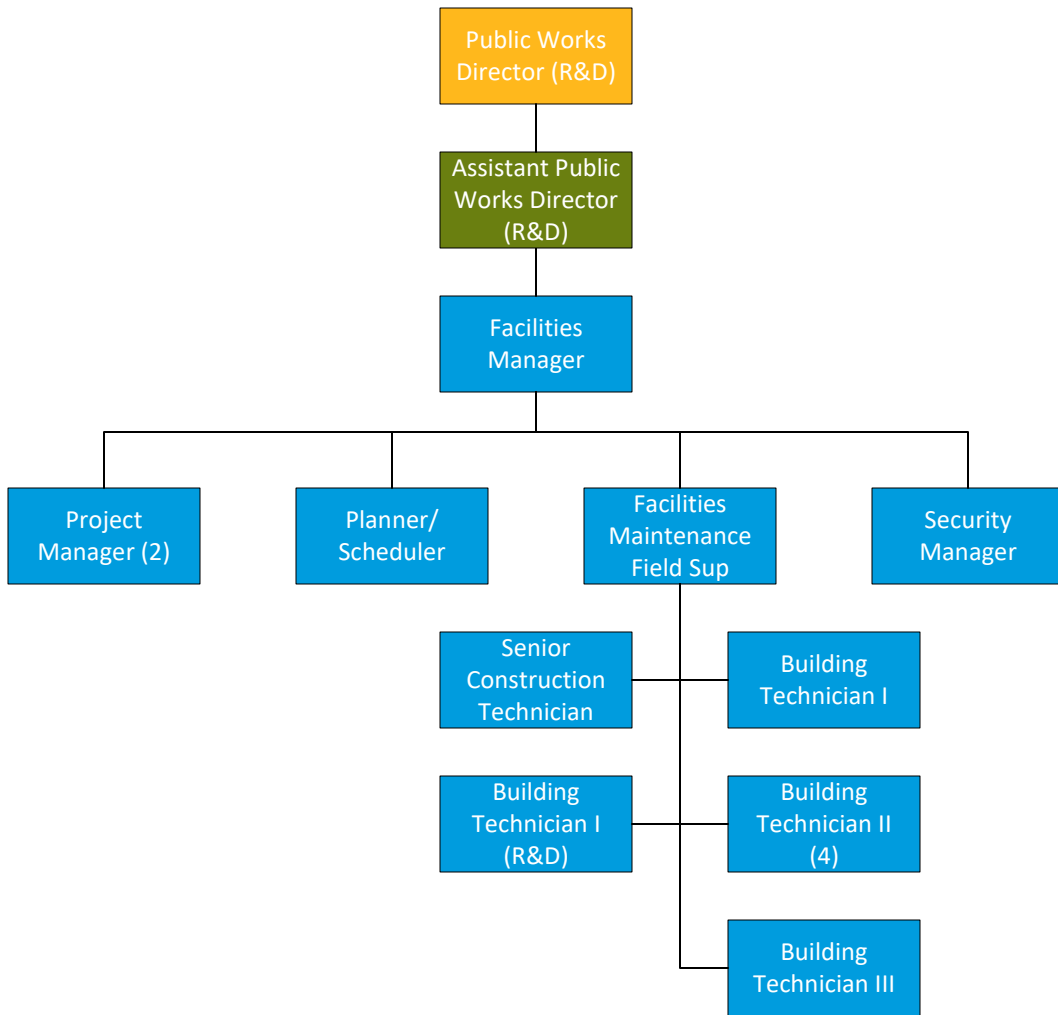 Public Works
Director (R&D)
Assistant Public
Works Director
(R&D)
Facilities
Manager
Project
Manager (2)
Planner/
Scheduler
Facilities
Maintenance
Field Sup
Security
Manager
Senior
Construction
Technician
Building
Technician I
Building
Technician I
(R&D)
Building
Technician II
(4)
Building
Technician III